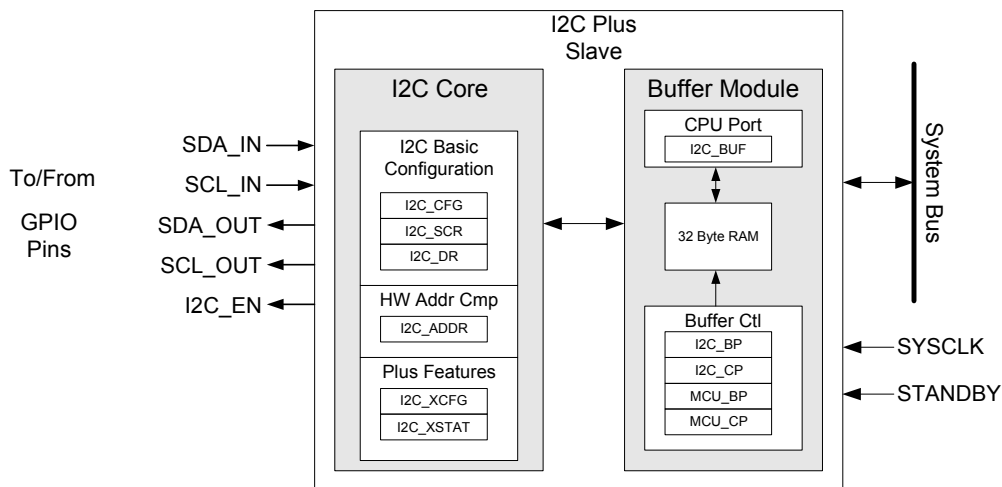 I2C Plus
Slave
I2C Core
Buffer Module
I2C Basic
Configuration
I2C_CFG
I2C_SCR
I2C_DR
HW Addr Cmp
I2C_ADDR
Plus Features
I2C_XCFG
I2C_XSTAT
CPU Port
I2C_BUF
32 Byte RAM
Buffer Ctl
I2C_BP
I2C_CP
MCU_BP
MCU_CP
To/From
GPIO
Pins
SDA_IN
SCL_IN
SDA_OUT
SCL_OUT
I2C_EN
System Bus
SYSCLK
STANDBY